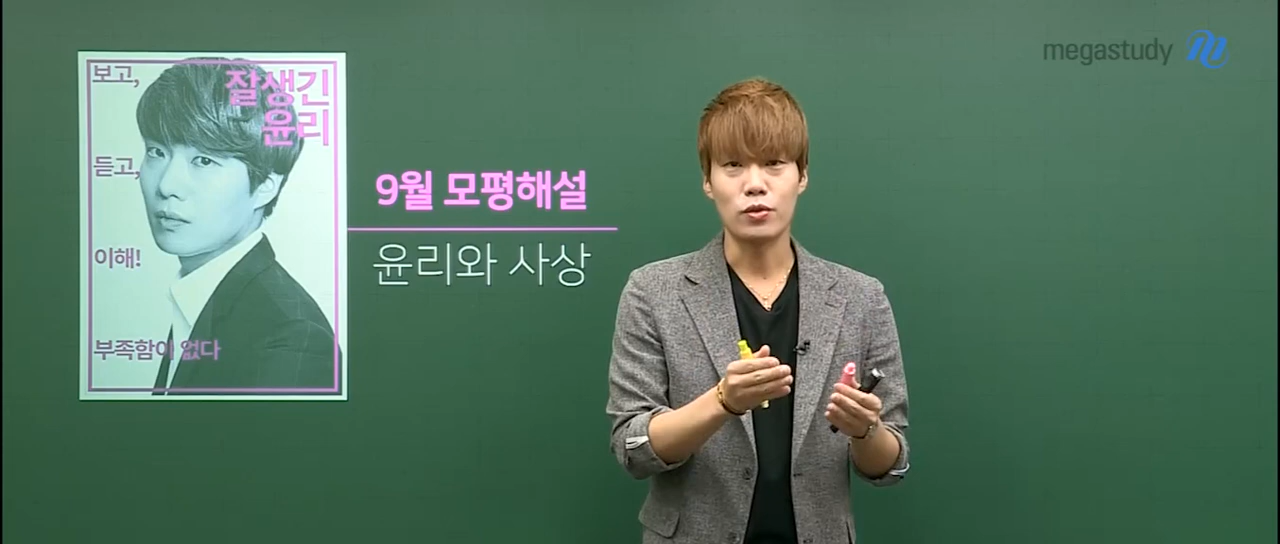 보고,
잘생긴
윤리
듣고,
이해!
부족함이 없다
9월 모평해설
윤리와 사상
megastudy